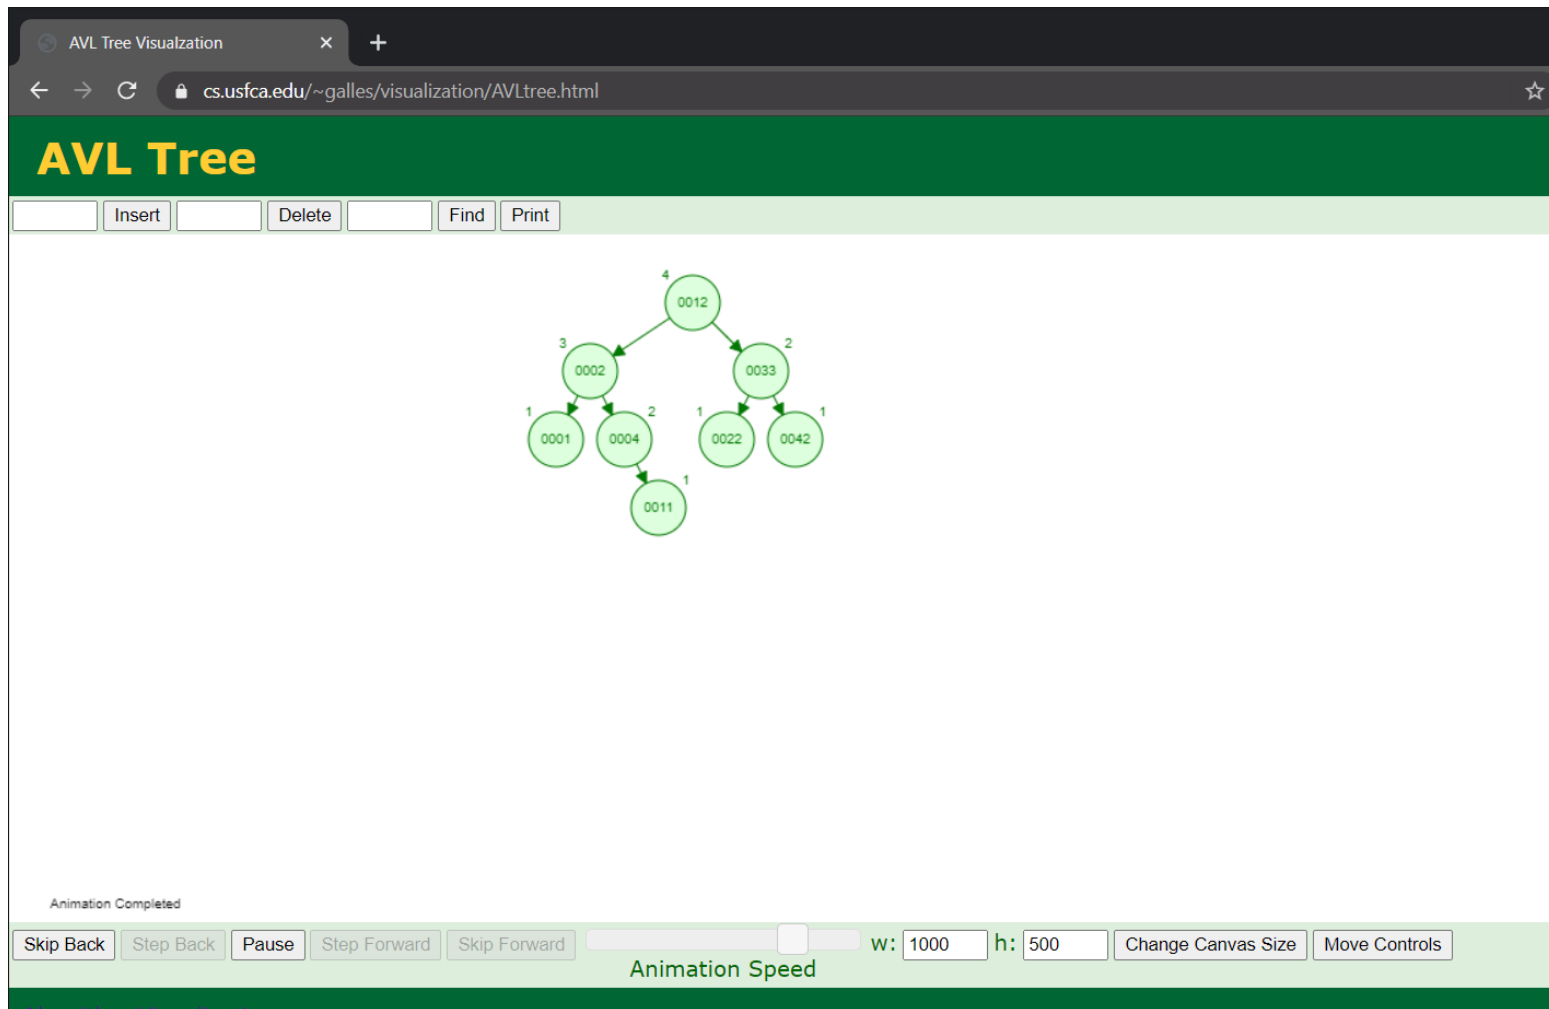 AVL Tree Visualzation
cs.usfca.edu/~galles/visualization/AVLtree.html
AVL Tree
Insert Delete Find Print
4
0012
3 2
0002 0033
1 2 1 1
0001 0004 0022 0042
1
0011
Animation Completed
Skip Back Step Back Pause Step Forward Skip Forward w: 1000 h: 500 Change Canvas Size Move Controls
Animation Speed